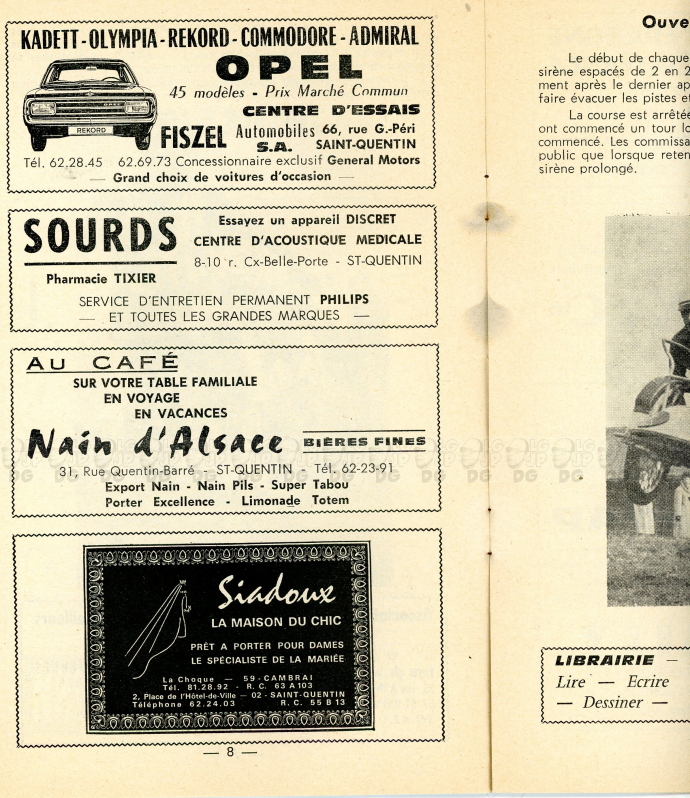 KADETT - OLYMPIA - REKORD - COMMODORE - ADMIRAL
OPEL
45 modèles - Prix Marché Commun
CENTRE D'ESSAIS
REKORD
FISZEL Automobiles S.A. 66, rue G.-Péri
SAINT-QUENTIN
Tél. 62.28.45 62.69.73 Concessionnaire exclusif General Motors
— Grand choix de voitures d'occasion —
SOURDS
Essayez un appareil DISCRET
CENTRE D'ACOUSTIQUE MEDICALE
8-10 r. Cx-Belle-Porte - ST-QUENTIN
Pharmacie TIXIER
SERVICE D'ENTRETIEN PERMANENT PHILIPS
— ET TOUTES LES GRANDES MARQUES —
AU CAFÉ
SUR VOTRE TABLE FAMILIALE
EN VOYAGE
EN VACANCES
Nain d'Alsace BIÈRES FINES
31, Rue Quentin-Barré - ST-QUENTIN - Tél. 62-23-91
Export Nain - Nain Pils - Super Tabou
Porter Excellence - Limonade Totem
Siadoux
LA MAISON DU CHIC
PRÊT A PORTER POUR DAMES
LE SPÉCIALISTE DE LA MARIÉE
La Choque — 59 - CAMBRAI
Tél. 81.28.92 - R. C. 63 A 103
2, Place de l'Hôtel-de-Ville — 02 - SAINT-QUENTIN
Téléphone 62.24.03 R. C. 55 B 13
— 8 —
Ouve
Le début de chaque
sirène espacés de 2 en 2
ment après le dernier ap
faire évacuer les pistes et
La course est arrêtée
ont commencé un tour lo
commencé. Les commissa
public que lorsque reten
sirène prolongé.
LIBRAIRIE —
Lire — Ecrire
— Dessiner —